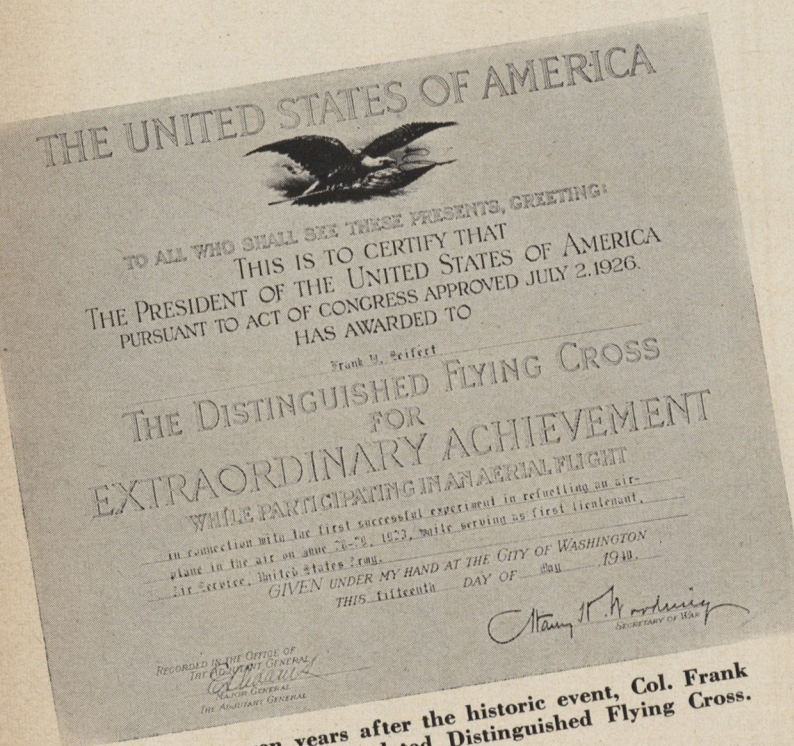 THE UNITED STATES OF AMERICA
TO ALL WHO SHALL SEE THESE PRESENTS, GREETING:
THIS IS TO CERTIFY THAT
THE PRESIDENT OF THE UNITED STATES OF AMERICA
PURSUANT TO ACT OF CONGRESS APPROVED JULY 2, 1926.
HAS AWARDED TO
Frank W. Seifert
THE DISTINGUISHED FLYING CROSS
FOR
EXTRAORDINARY ACHIEVEMENT
WHILE PARTICIPATING IN AN AERIAL FLIGHT
in connection with the first successful experiment in refuelling an air-
plane in the air on June 1923, while serving as first lieutenant,
Air Service, United States Army.
GIVEN UNDER MY HAND AT THE CITY OF WASHINGTON
THIS fifteenth DAY OF May 1940.
Harry H. Woodring
SECRETARY OF WAR
RECORDED IN THE OFFICE OF
THE ADJUTANT GENERAL
MAJOR GENERAL
THE ADJUTANT GENERAL
years after the historic event, Col. Frank
Distinguished Flying Cross.